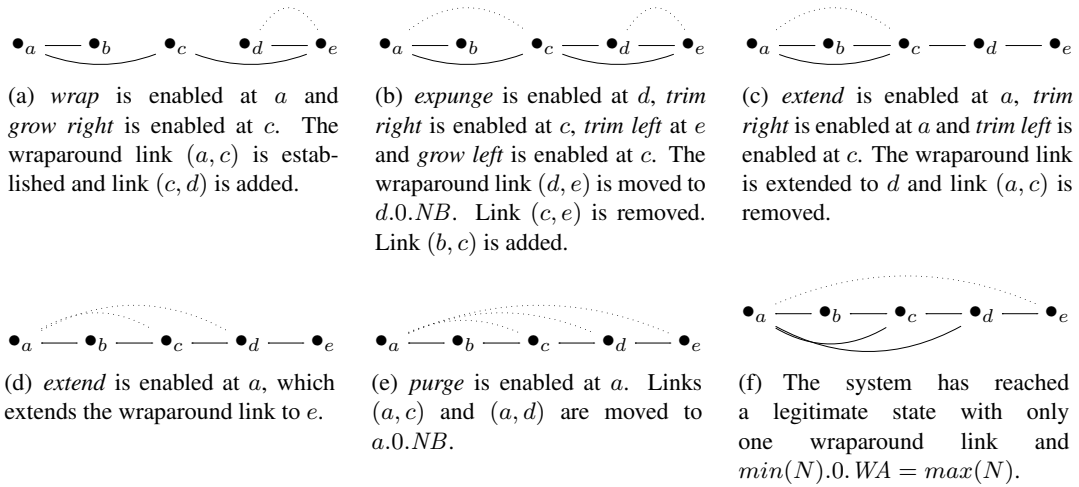 a b c d e
a b c d e
a b c d e
(a) wrap is enabled at a and
grow right is enabled at c. The
wraparound link (a, c) is estab-
lished and link (c, d) is added.
(b) expunge is enabled at d, trim
right is enabled at c, trim left at e
and grow left is enabled at c. The
wraparound link (d, e) is moved to
d.0.NB. Link (c, e) is removed.
Link (b, c) is added.
(c) extend is enabled at a, trim
right is enabled at a and trim left is
enabled at c. The wraparound link
is extended to d and link (a, c) is
removed.
a b c d e
a b c d e
a b c d e
(d) extend is enabled at a, which
extends the wraparound link to e.
(e) purge is enabled at a. Links
(a, c) and (a, d) are moved to
a.0.NB.
(f) The system has reached
a legitimate state with only
one wraparound link and
min(N).0.WA = max(N).